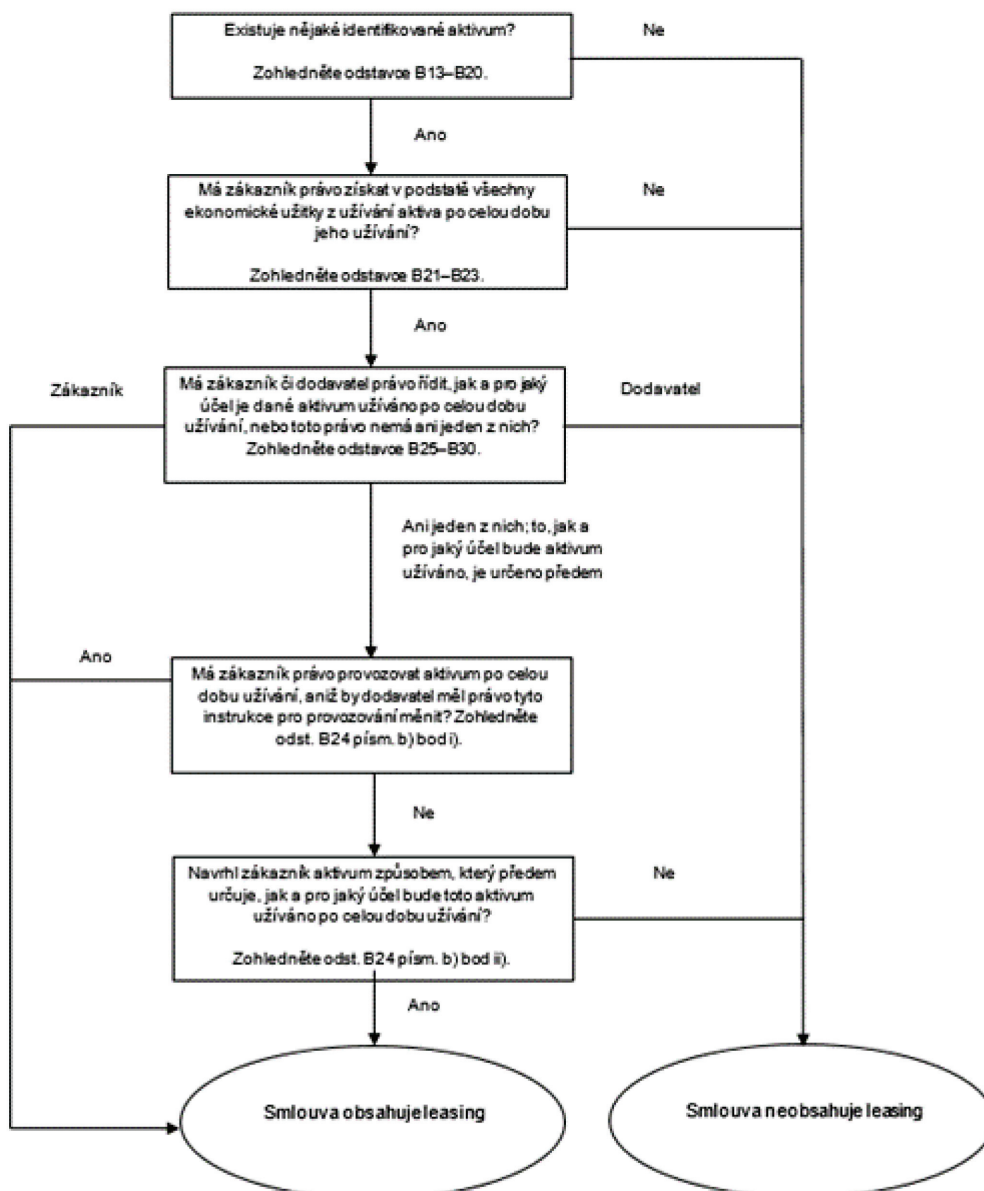 Existuje nějaké identifikované aktivum?
Ne
Zohledněte odstavce B13–B20.
Ano
Má zákazník právo získat v podstatě všechny
ekonomické užitky z užívání aktiva po celou dobu
jeho užívání?
Ne
Zohledněte odstavce B21–B23.
Ano
Zákazník
Má zákazník či dodavatel právo řídit, jak a pro jaký
účel je dané aktivum užíváno po celou dobu
užívání, nebo toto právo nemá ani jeden z nich?
Zohledněte odstavce B25–B30.
Dodavatel
Ani jeden z nich; to, jak a
pro jaký účel bude aktivum
užíváno, je určeno předem
Ano
Má zákazník právo provozovat aktivum po celou
dobu užívání, aniž by dodavatel měl právo tyto
instrukce pro provozování měnit? Zohledněte
odst. B24 písm. b) bod i).
Ne
Navrhl zákazník aktivum způsobem, který předem
určuje, jak a pro jaký účel bude toto aktivum
užíváno po celou dobu užívání?
Ne
Zohledněte odst. B24 písm. b) bod ii).
Ano
Smlouva obsahuje leasing
Smlouva neobsahuje leasing